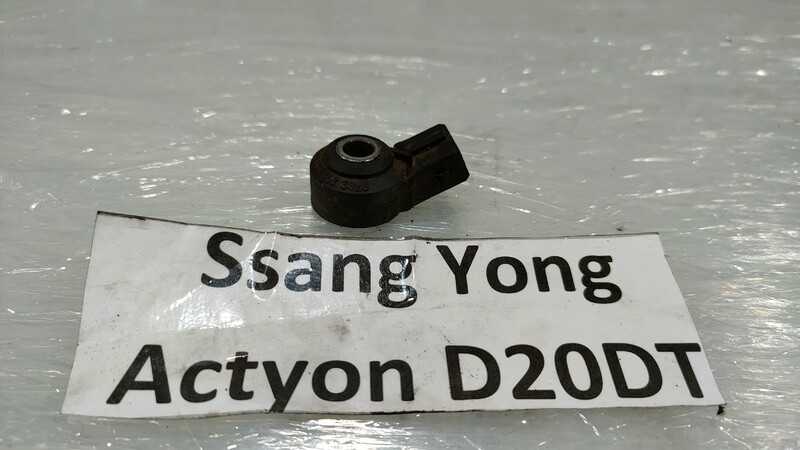 Ssang Yong
Actyon D20DT